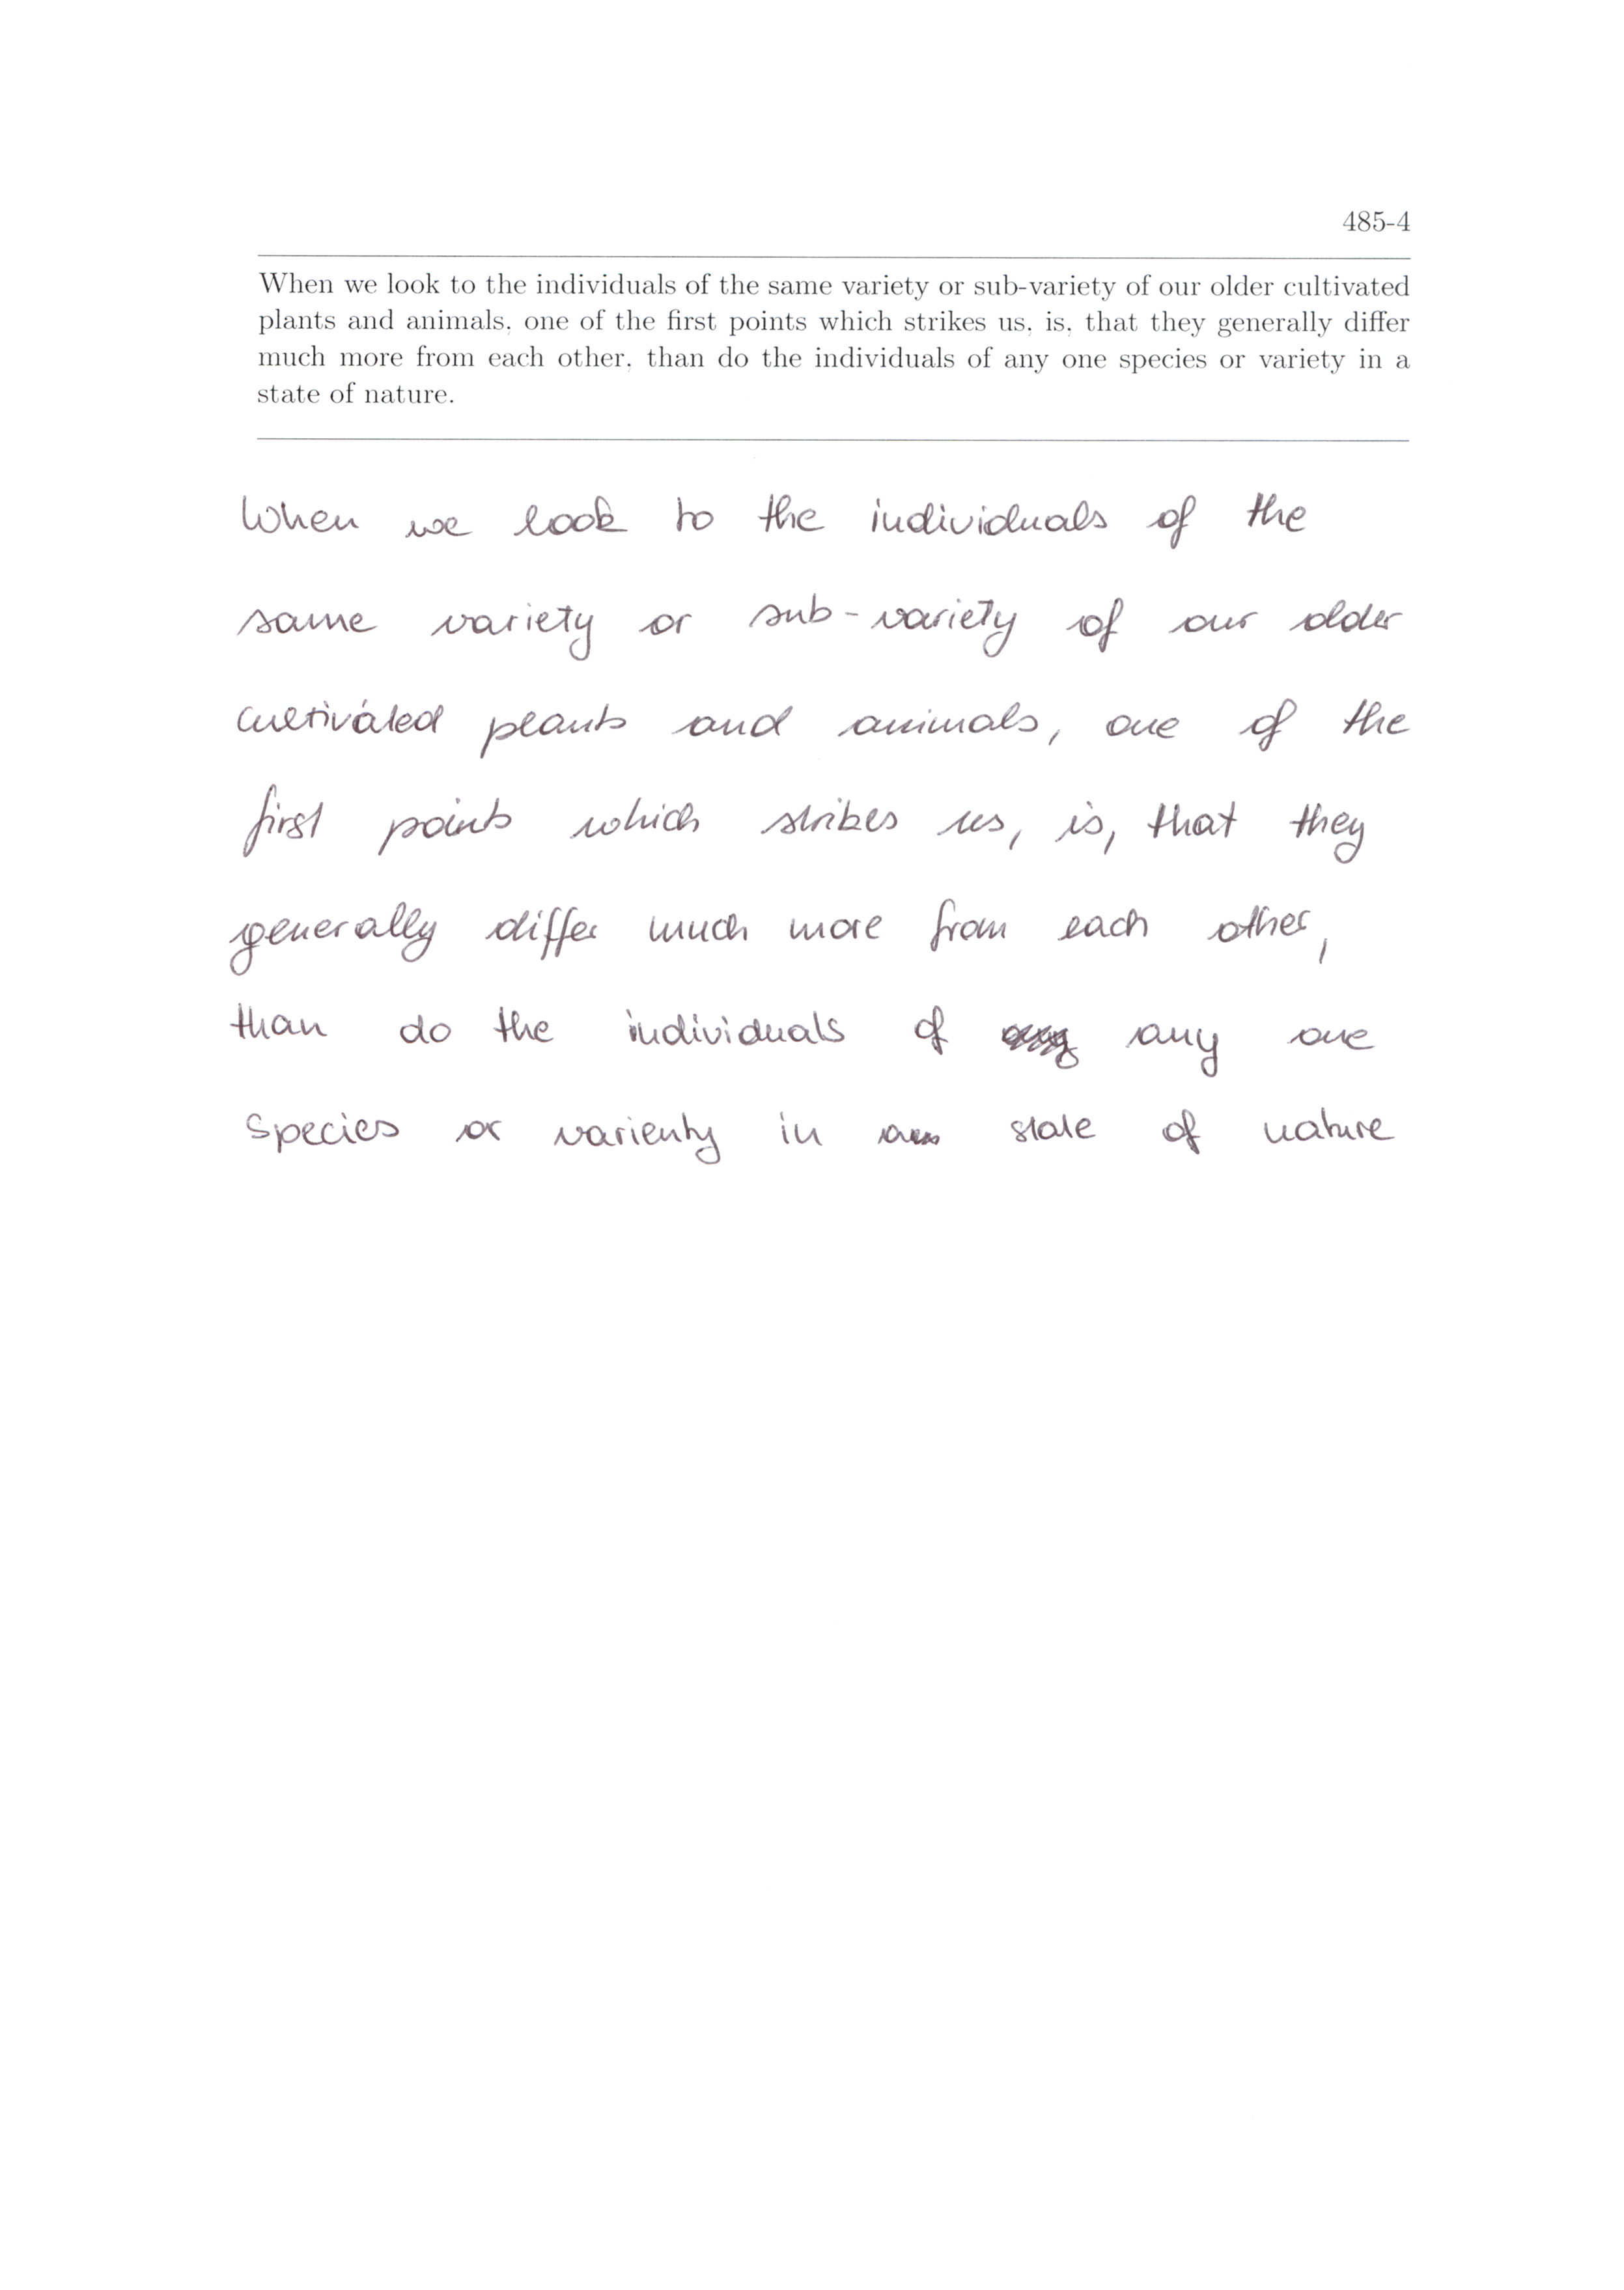 485-4
When we look to the individuals of the same variety or sub-variety of our older cultivated
plants and animals, one of the first points which strikes us, is, that they generally differ
much more from each other, than do the individuals of any one species or variety in a
state of nature.
When we look to the individuals of the
same variety or sub-variety of our older
cultivated plants and animals, one of the
first points which strikes us, is, that they
generally differ much more from each other,
than do the individuals of any one
species or varienty in a state of nature